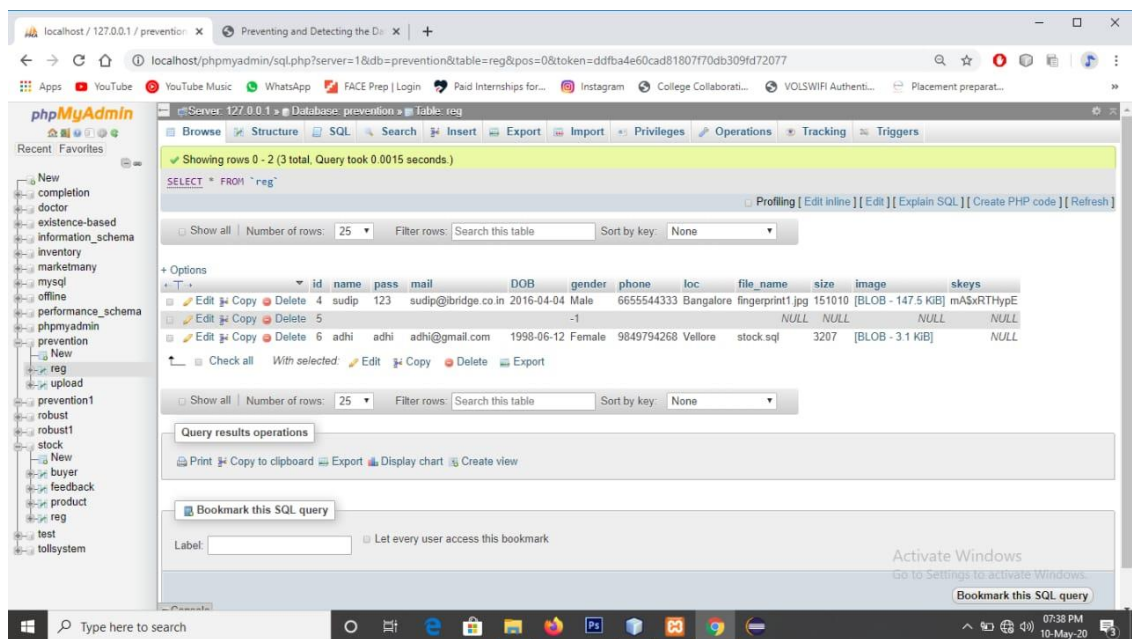 localhost / 127.0.0.1 / prevention
Preventing and Detecting the Da
localhost/phpmyadmin/sql.php?server=1&db=prevention&table=reg&pos=0&token=ddfba4e60cad81807f70db309fd72077
Apps YouTube YouTube Music WhatsApp FACE Prep | Login Paid Internships for... Instagram College Collaborati... VOLSWIFI Authenti... Placement preparat... »
phpMyAdmin
Recent Favorites
New
completion
doctor
existence-based
information_schema
inventory
marketmany
mysql
offline
performance_schema
phpmyadmin
prevention
New
reg
upload
prevention1
robust
robust1
stock
New
buyer
feedback
product
reg
test
tollsystem
Server: 127.0.0.1 » Database: prevention » Table: reg
Browse Structure SQL Search Insert Export Import Privileges Operations Tracking Triggers
Showing rows 0 - 2 (3 total, Query took 0.0015 seconds.)
SELECT * FROM `reg`
Profiling [ Edit inline ] [ Edit ] [ Explain SQL ] [ Create PHP code ] [ Refresh ]
Show all | Number of rows: 25 Filter rows: Search this table Sort by key: None
+ Options
id name pass mail DOB gender phone loc file_name size image skeys
Edit Copy Delete 4 sudip 123 sudip@ibridge.co.in 2016-04-04 Male 6655544333 Bangalore fingerprint1.jpg 151010 [BLOB - 147.5 KiB] mA$xRTHypE
Edit Copy Delete 5 -1 NULL NULL NULL NULL
Edit Copy Delete 6 adhi adhi adhi@gmail.com 1998-06-12 Female 9849794268 Vellore stock.sql 3207 [BLOB - 3.1 KiB] NULL
Check all With selected: Edit Copy Delete Export
Show all | Number of rows: 25 Filter rows: Search this table Sort by key: None
Query results operations
Print Copy to clipboard Export Display chart Create view
Bookmark this SQL query
Label: Let every user access this bookmark
Activate Windows
Go to Settings to activate Windows.
Bookmark this SQL query
Console
Type here to search
07:38 PM
10-May-20